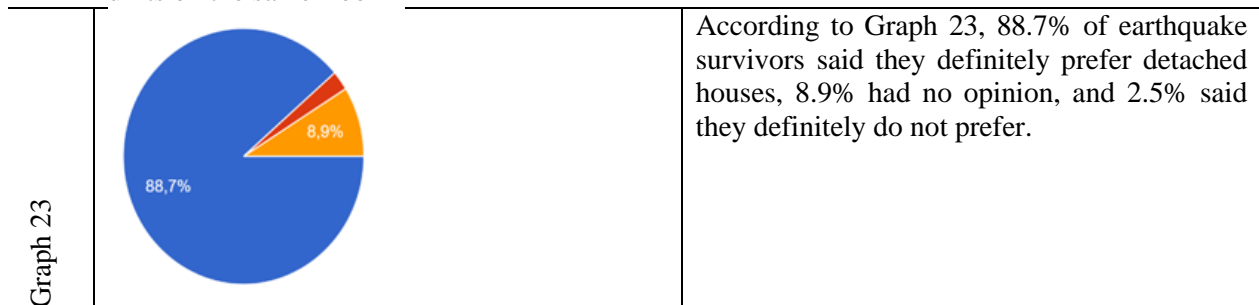 According to Graph 23, 88.7% of earthquake
survivors said they definitely prefer detached
houses, 8.9% had no opinion, and 2.5% said
they definitely do not prefer.
8,9%
88,7%
Graph 23